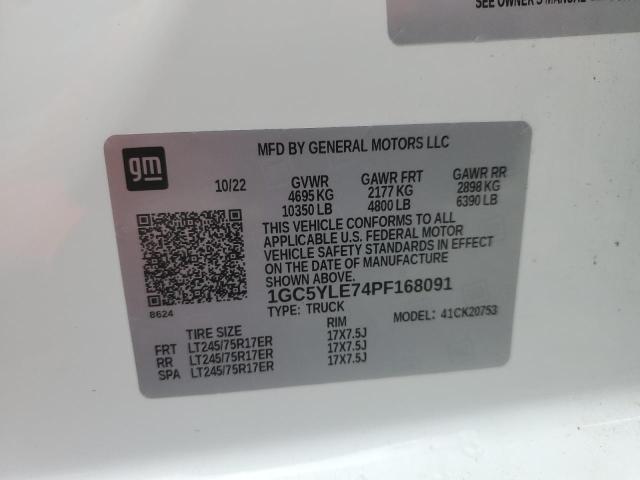 SEE OWNER'S MANUAL
gm
MFD BY GENERAL MOTORS LLC
10/22 GVWR GAWR FRT GAWR RR
4695 KG 2177 KG 2898 KG
10350 LB 4800 LB 6390 LB
THIS VEHICLE CONFORMS TO ALL
APPLICABLE U.S. FEDERAL MOTOR
VEHICLE SAFETY STANDARDS IN EFFECT
ON THE DATE OF MANUFACTURE
SHOWN ABOVE.
8624
1GC5YLE74PF168091
TYPE: TRUCK MODEL: 41CK20753
TIRE SIZE RIM
FRT LT245/75R17ER 17X7.5J
RR LT245/75R17ER 17X7.5J
SPA LT245/75R17ER 17X7.5J